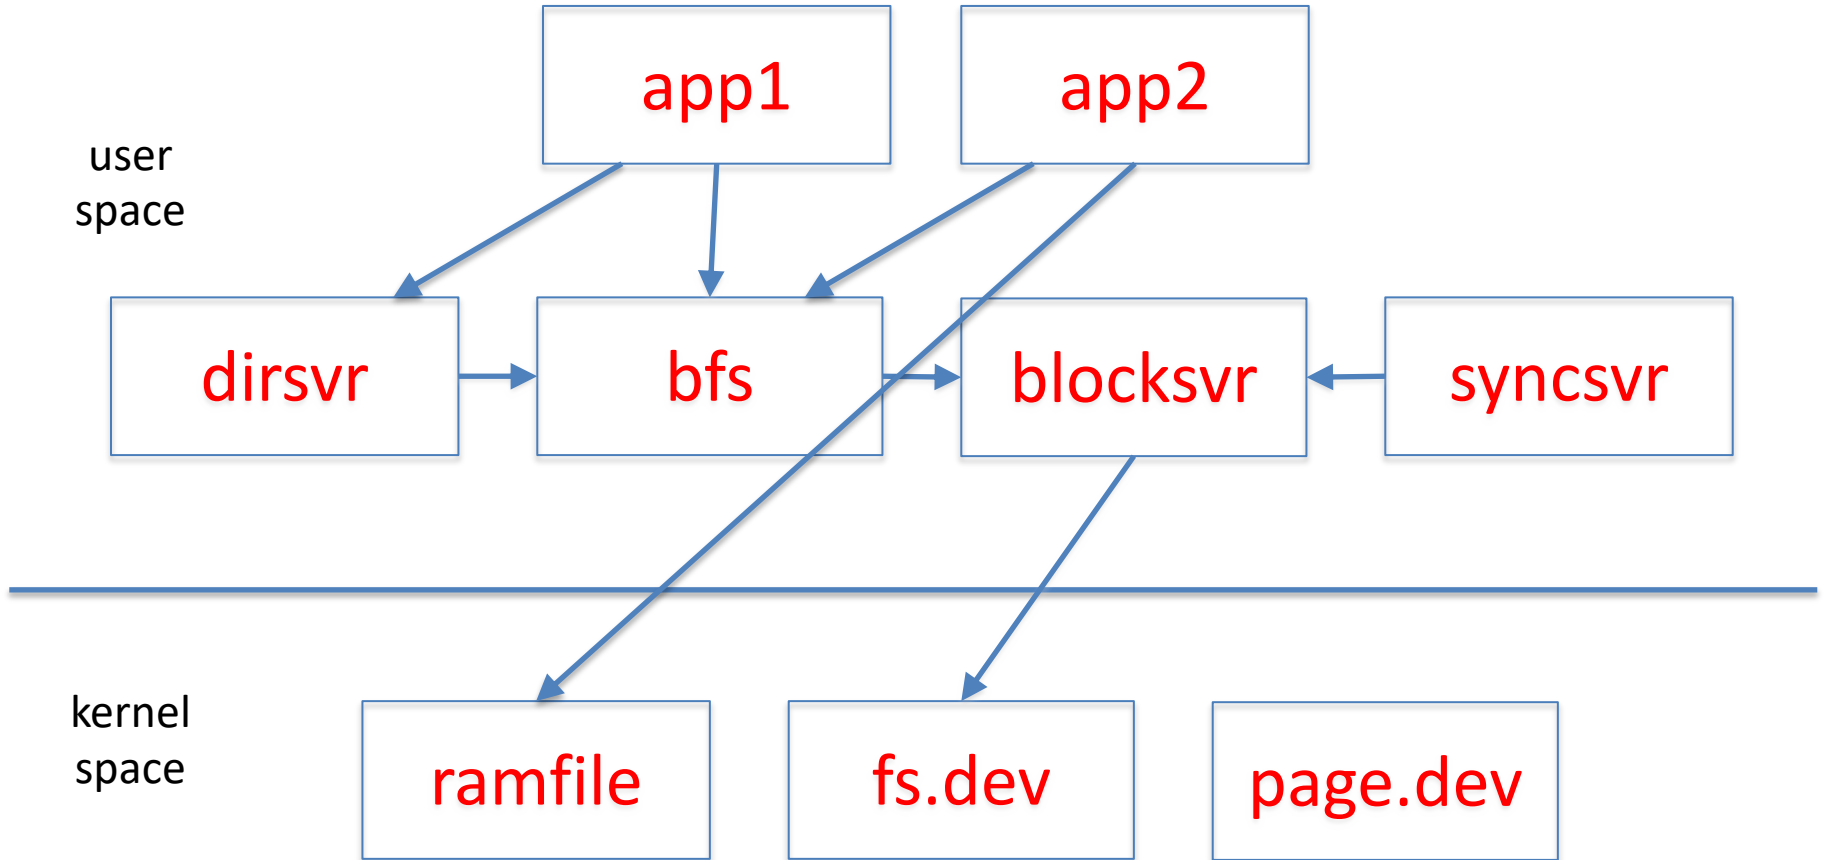 app1
app2
user
space
dirsvr
bfs
blocksvr
syncsvr
kernel
space
ramfile
fs.dev
page.dev